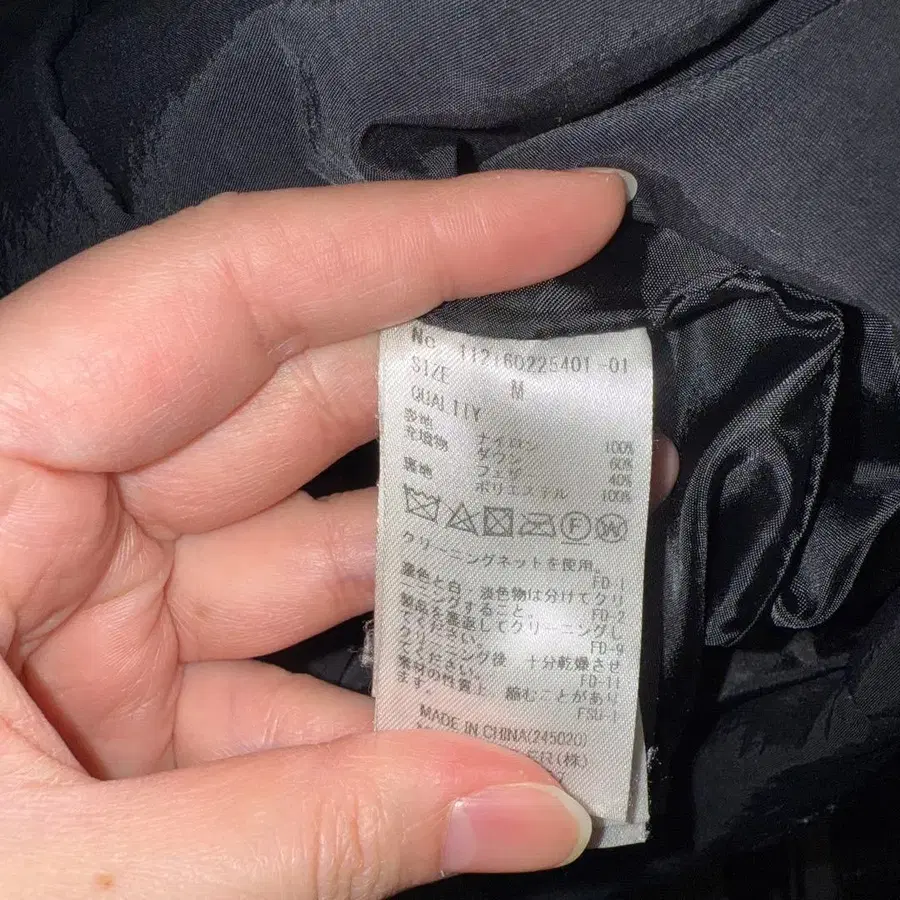 No. 112160225401-01
SIZE M
QUALITY
表地 ナイロン 100%
充填物 ダウン 60%
フェザー 40%
裏地 ポリエステル 100%
F W
クリーニングネットを使用。
FD-1
濃色と白・淡色物は分けてクリ
ーニングすること。 FD-2
製品を裏返してクリーニングし
てください。 FD-9
クリーニング後 十分乾燥させ
てください。 FD-11
素材の性質上 縮むことがあり
ます。 FSU-1
MADE IN CHINA(245020)
ER(株)
7